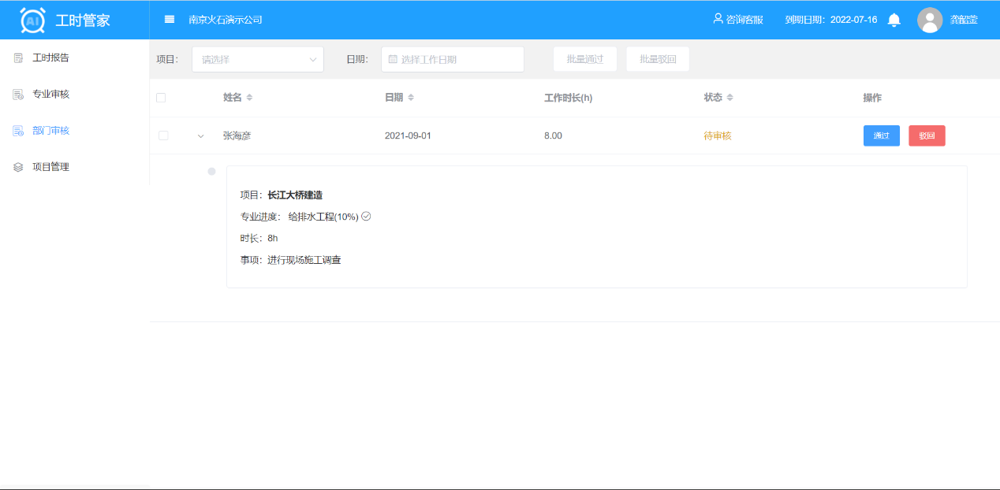 AI 工时管家 南京火石演示公司 咨询客服 到期日期：2022-07-16 龚韶銮
工时报告
专业审核
部门审核
项目管理
项目： 请选择 日期： 选择工作日期 批量通过 批量驳回
姓名 日期 工作时长(h) 状态 操作
张海彦 2021-09-01 8.00 待审核 通过 驳回
项目：长江大桥建造
专业进度： 给排水工程(10%)
时长：8h
事项：进行现场施工调查